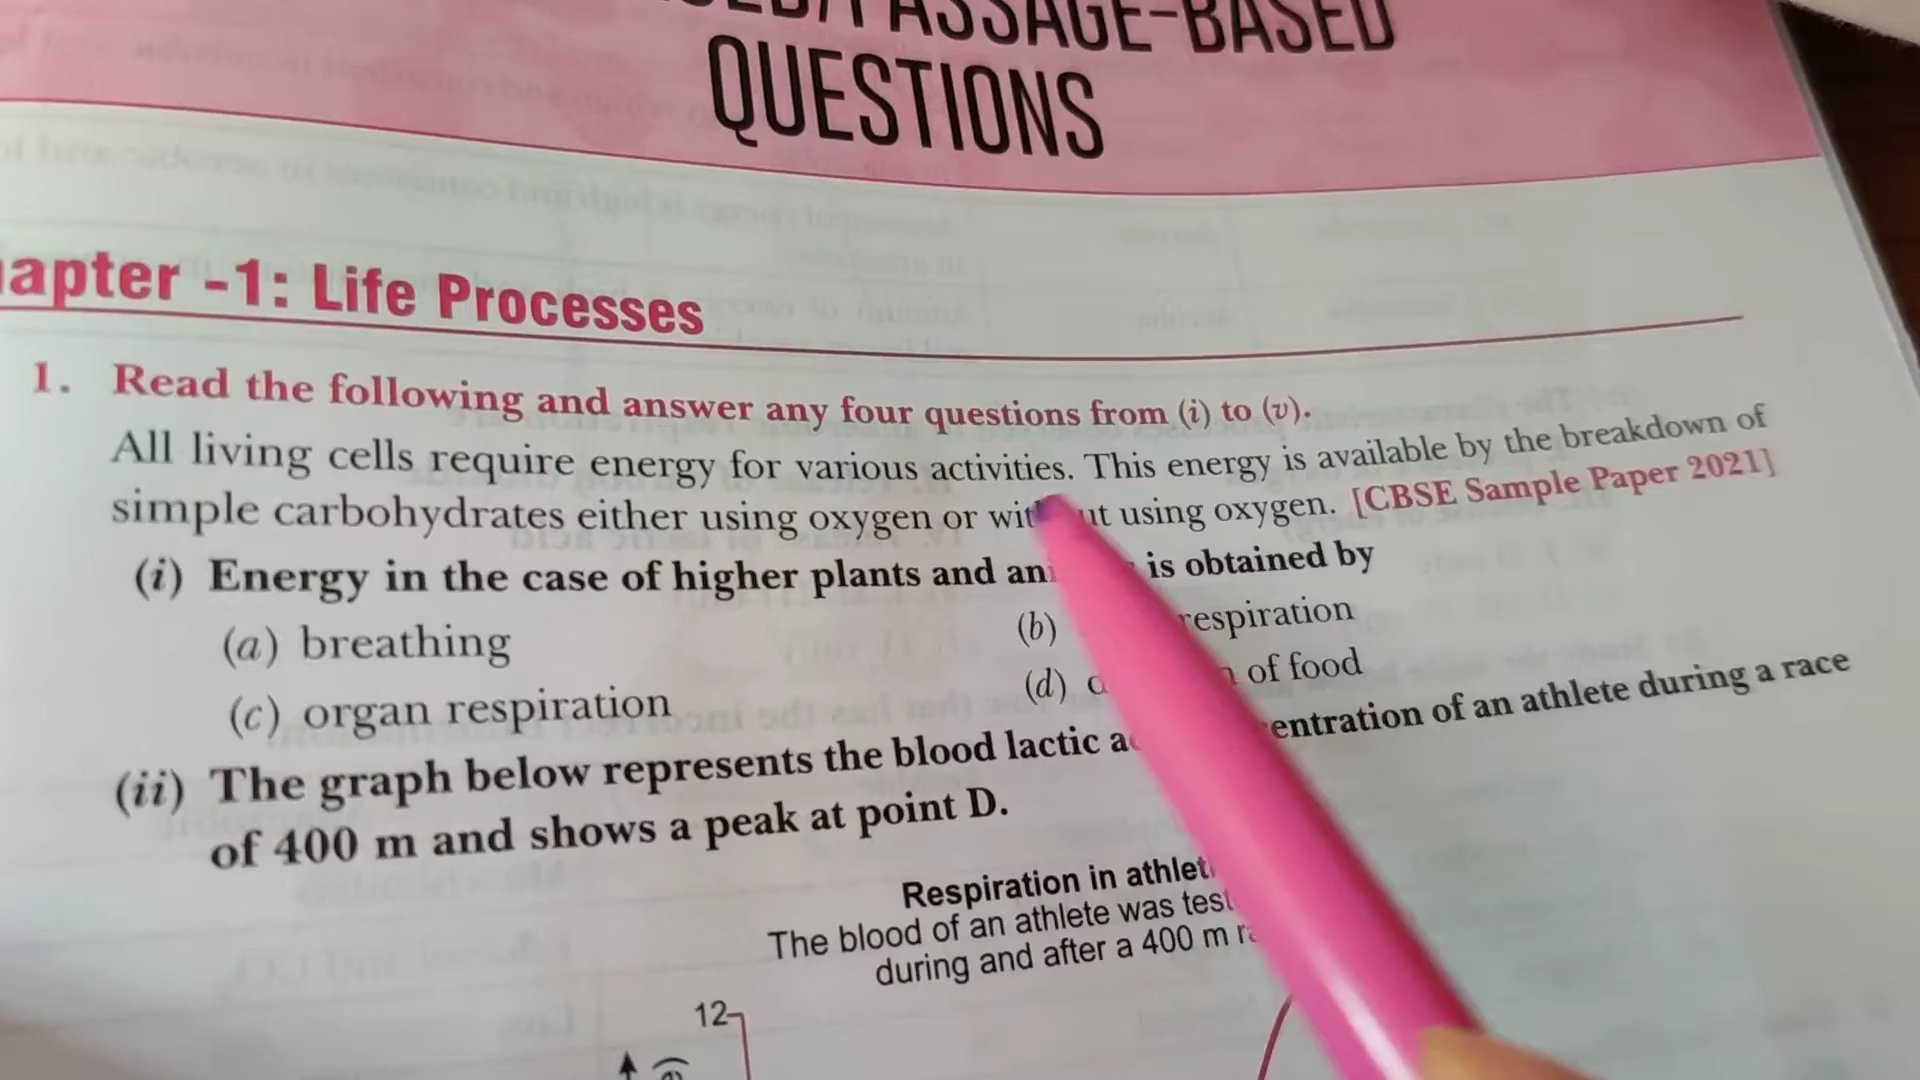 PASSAGE-BASED
QUESTIONS
apter -1: Life Processes
1. Read the following and answer any four questions from (i) to (v).
All living cells require energy for various activities. This energy is available by the breakdown of
simple carbohydrates either using oxygen or without using oxygen. [CBSE Sample Paper 2021]
(i) Energy in the case of higher plants and an is obtained by
(a) breathing
(b) respiration
(c) organ respiration
(d) of food
(ii) The graph below represents the blood lactic a entration of an athlete during a race
of 400 m and shows a peak at point D.
Respiration in athlet
The blood of an athlete was test
during and after a 400 m r
12